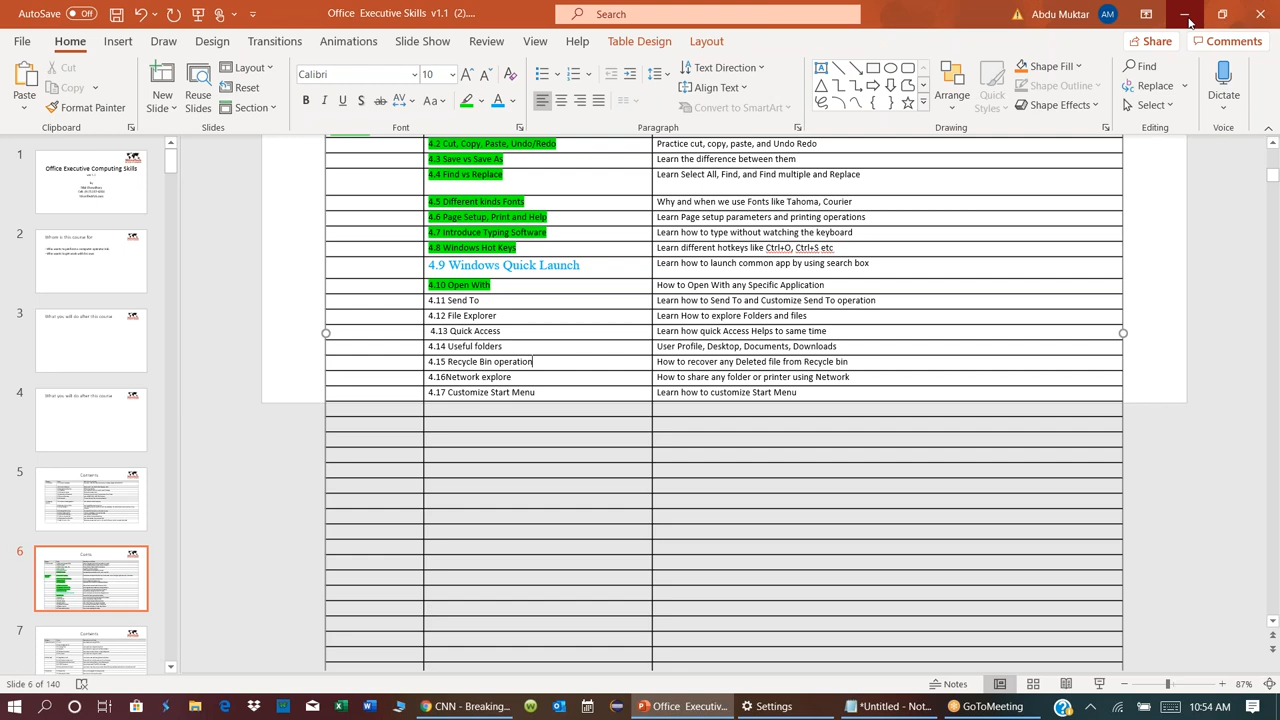 AutoSave Off
Office Executive Skills v1.1 (2)...
Search
Abdu Muktar AM
File Home Insert Draw Design Transitions Animations Slide Show Review View Help Table Design Layout
Share Comments
Paste
Cut
Copy
Format Painter
Clipboard
New Slide
Reuse Slides
Layout
Reset
Section
Slides
Calibri 10
Font
Text Direction
Align Text
Convert to SmartArt
Paragraph
Arrange
Quick Styles
Shape Fill
Shape Outline
Shape Effects
Drawing
Find
Replace
Select
Editing
Dictate
Voice
1
Office Executive Computing Skills
2
3
What you will do after this course
4
What you will do after this course
5
Contents
6
7
Contents
4.2 Cut, Copy, Paste, Undo/Redo Practice cut, copy, paste, and Undo Redo
4.3 Save vs Save As Learn the difference between them
4.4 Find vs Replace Learn Select All, Find, and Find multiple and Replace
4.5 Different kinds Fonts Why and when we use Fonts like Tahoma, Courier
4.6 Page Setup, Print and Help Learn Page setup parameters and printing operations
4.7 Introduce Typing Software Learn how to type without watching the keyboard
4.8 Windows Hot Keys Learn different hotkeys like Ctrl+O, Ctrl+S etc
4.9 Windows Quick Launch Learn how to launch common app by using search box
4.10 Open With How to Open With any Specific Application
4.11 Send To Learn how to Send To and Customize Send To operation
4.12 File Explorer Learn How to explore Folders and files
4.13 Quick Access Learn how quick Access Helps to same time
4.14 Useful folders User Profile, Desktop, Documents, Downloads
4.15 Recycle Bin operation How to recover any Deleted file from Recycle bin
4.16Network explore How to share any folder or printer using Network
4.17 Customize Start Menu Learn how to customize Start Menu
Slide 6 of 140
Notes
87%
CNN - Breaking...
Office Execu...
Settings
*Untitled - Not...
GoToMeeting
10:54 AM